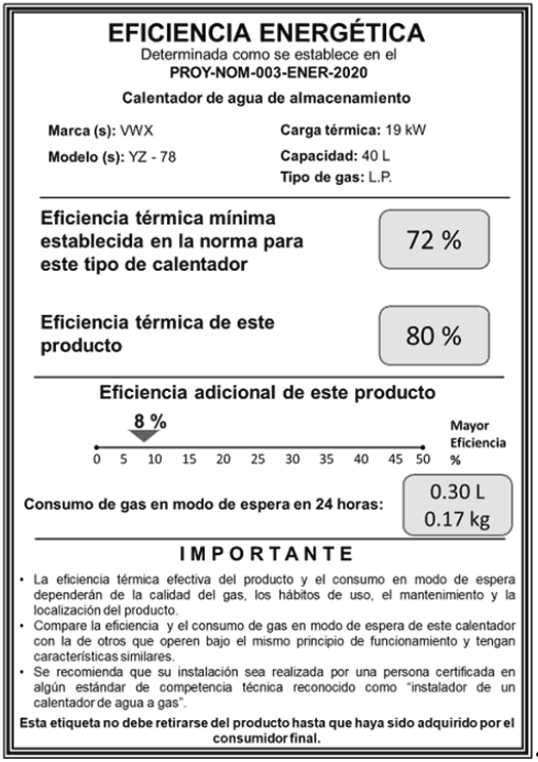 EFICIENCIA ENERGÉTICA
Determinada como se establece en el
PROY-NOM-003-ENER-2020
Calentador de agua de almacenamiento
Marca (s): VWX
Carga térmica: 19 kW
Modelo (s): YZ - 78
Capacidad: 40 L
Tipo de gas: L.P.
Eficiencia térmica mínima
establecida en la norma para
este tipo de calentador
72 %
Eficiencia térmica de este
producto
80 %
Eficiencia adicional de este producto
8 %
Mayor
Eficiencia
%
0 5 10 15 20 25 30 35 40 45 50
Consumo de gas en modo de espera en 24 horas:
0.30 L
0.17 kg
IMPORTANTE
• La eficiencia térmica efectiva del producto y el consumo en modo de espera
dependerán de la calidad del gas, los hábitos de uso, el mantenimiento y la
localización del producto.
• Compare la eficiencia y el consumo de gas en modo de espera de este calentador
con la de otros que operen bajo el mismo principio de funcionamiento y tengan
características similares.
• Se recomienda que su instalación sea realizada por una persona certificada en
algún estándar de competencia técnica reconocido como “instalador de un
calentador de agua a gas”.
Esta etiqueta no debe retirarse del producto hasta que haya sido adquirido por el
consumidor final.